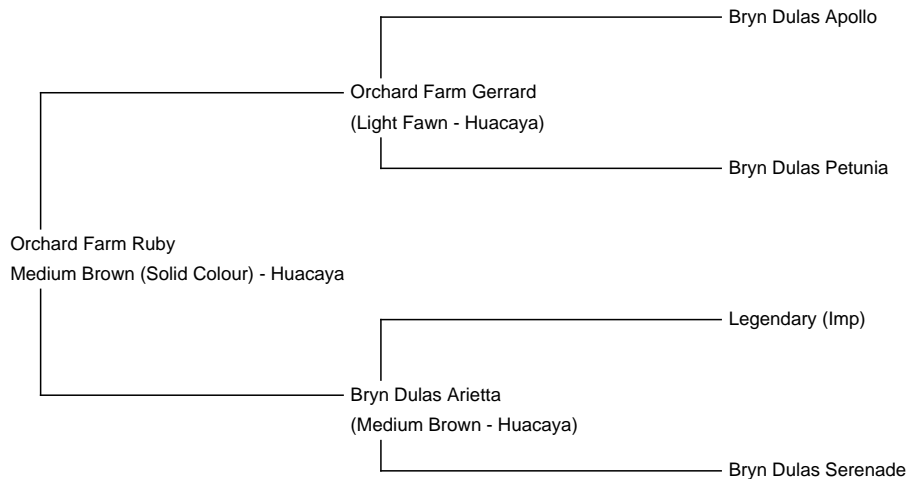 Bryn Dulas Apollo
Orchard Farm Gerrard
(Light Fawn - Huacaya)
Bryn Dulas Petunia
Orchard Farm Ruby
Medium Brown (Solid Colour) - Huacaya
Legendary (Imp)
Bryn Dulas Arietta
(Medium Brown - Huacaya)
Bryn Dulas Serenade